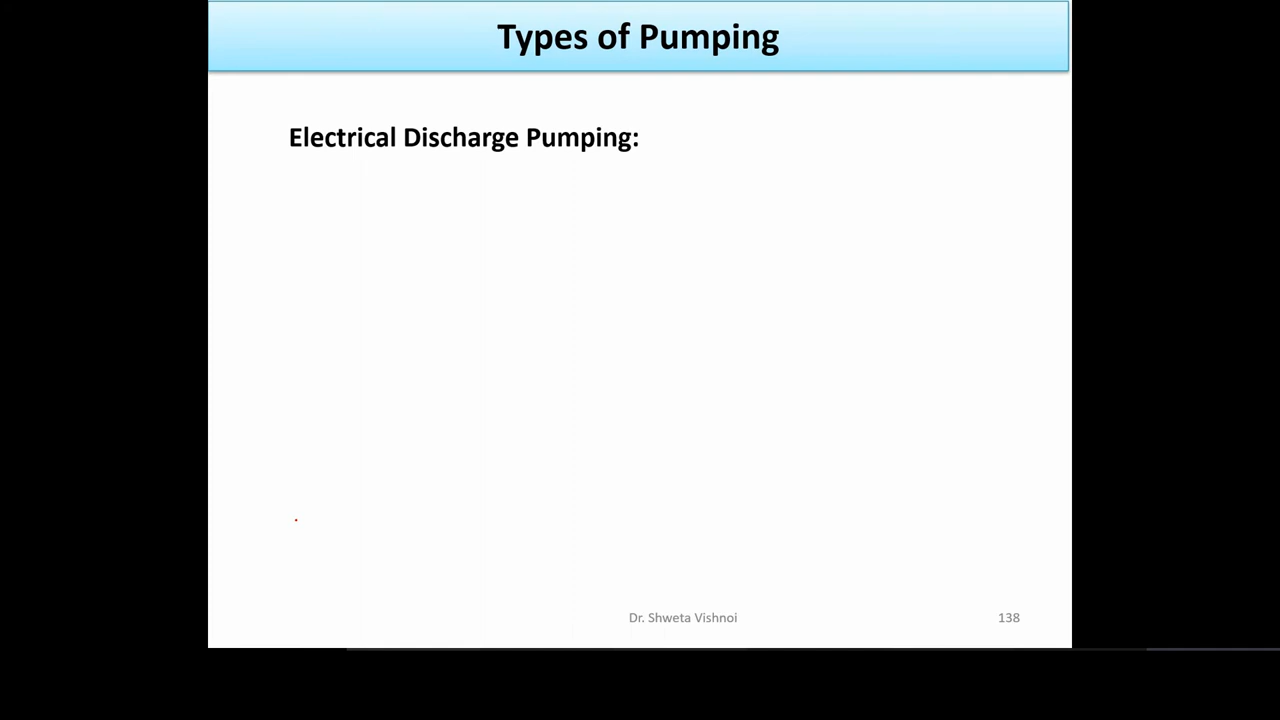 Types of Pumping
Electrical Discharge Pumping:
Dr. Shweta Vishnoi
138